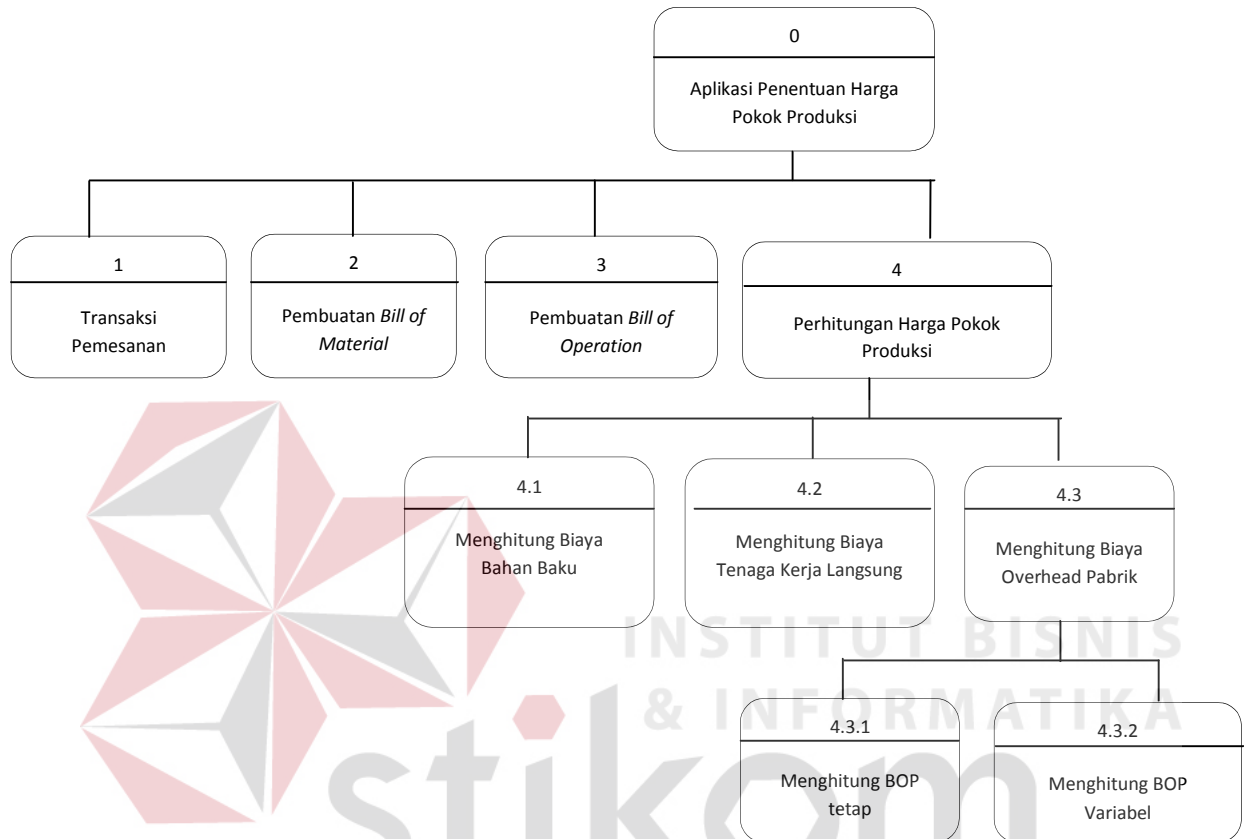 0
Aplikasi Penentuan Harga
Pokok Produksi
1
Transaksi
Pemesanan
2
Pembuatan Bill of
Material
3
Pembuatan Bill of
Operation
4
Perhitungan Harga Pokok
Produksi
4.1
Menghitung Biaya
Bahan Baku
4.2
Menghitung Biaya
Tenaga Kerja Langsung
4.3
Menghitung Biaya
Overhead Pabrik
INSTITUT BISNIS
& INFORMATIKA
stikom
4.3.1
Menghitung BOP
tetap
4.3.2
Menghitung BOP
Variabel